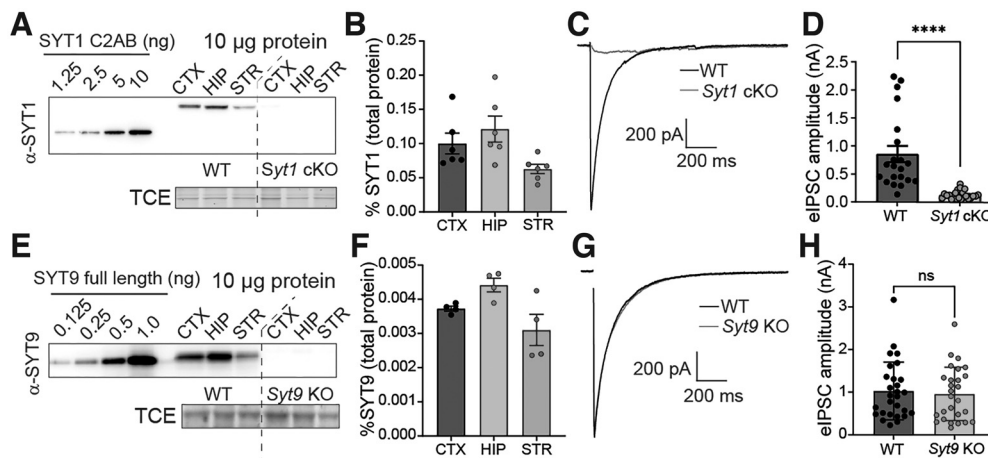 A
SYT1 C2AB (ng)
10 µg protein
1.25 2.5 5 10
CTX HIP STR CTX HIP STR
α-SYT1
WT Syt1 cKO
TCE
B
% SYT1 (total protein)
0.25
0.20
0.15
0.10
0.05
0.00
CTX HIP STR
C
WT
Syt1 cKO
200 pA
200 ms
D
eIPSC amplitude (nA)
****
2.5
2.0
1.5
1.0
0.5
0.0
WT Syt1 cKO
E
SYT9 full length (ng)
10 µg protein
0.125 0.25 0.5 1.0
CTX HIP STR CTX HIP STR
α-SYT9
WT Syt9 KO
TCE
F
%SYT9 (total protein)
0.005
0.004
0.003
0.002
0.001
0.000
CTX HIP STR
G
WT
Syt9 KO
200 pA
200 ms
H
eIPSC amplitude (nA)
ns
4
3
2
1
0
WT Syt9 KO